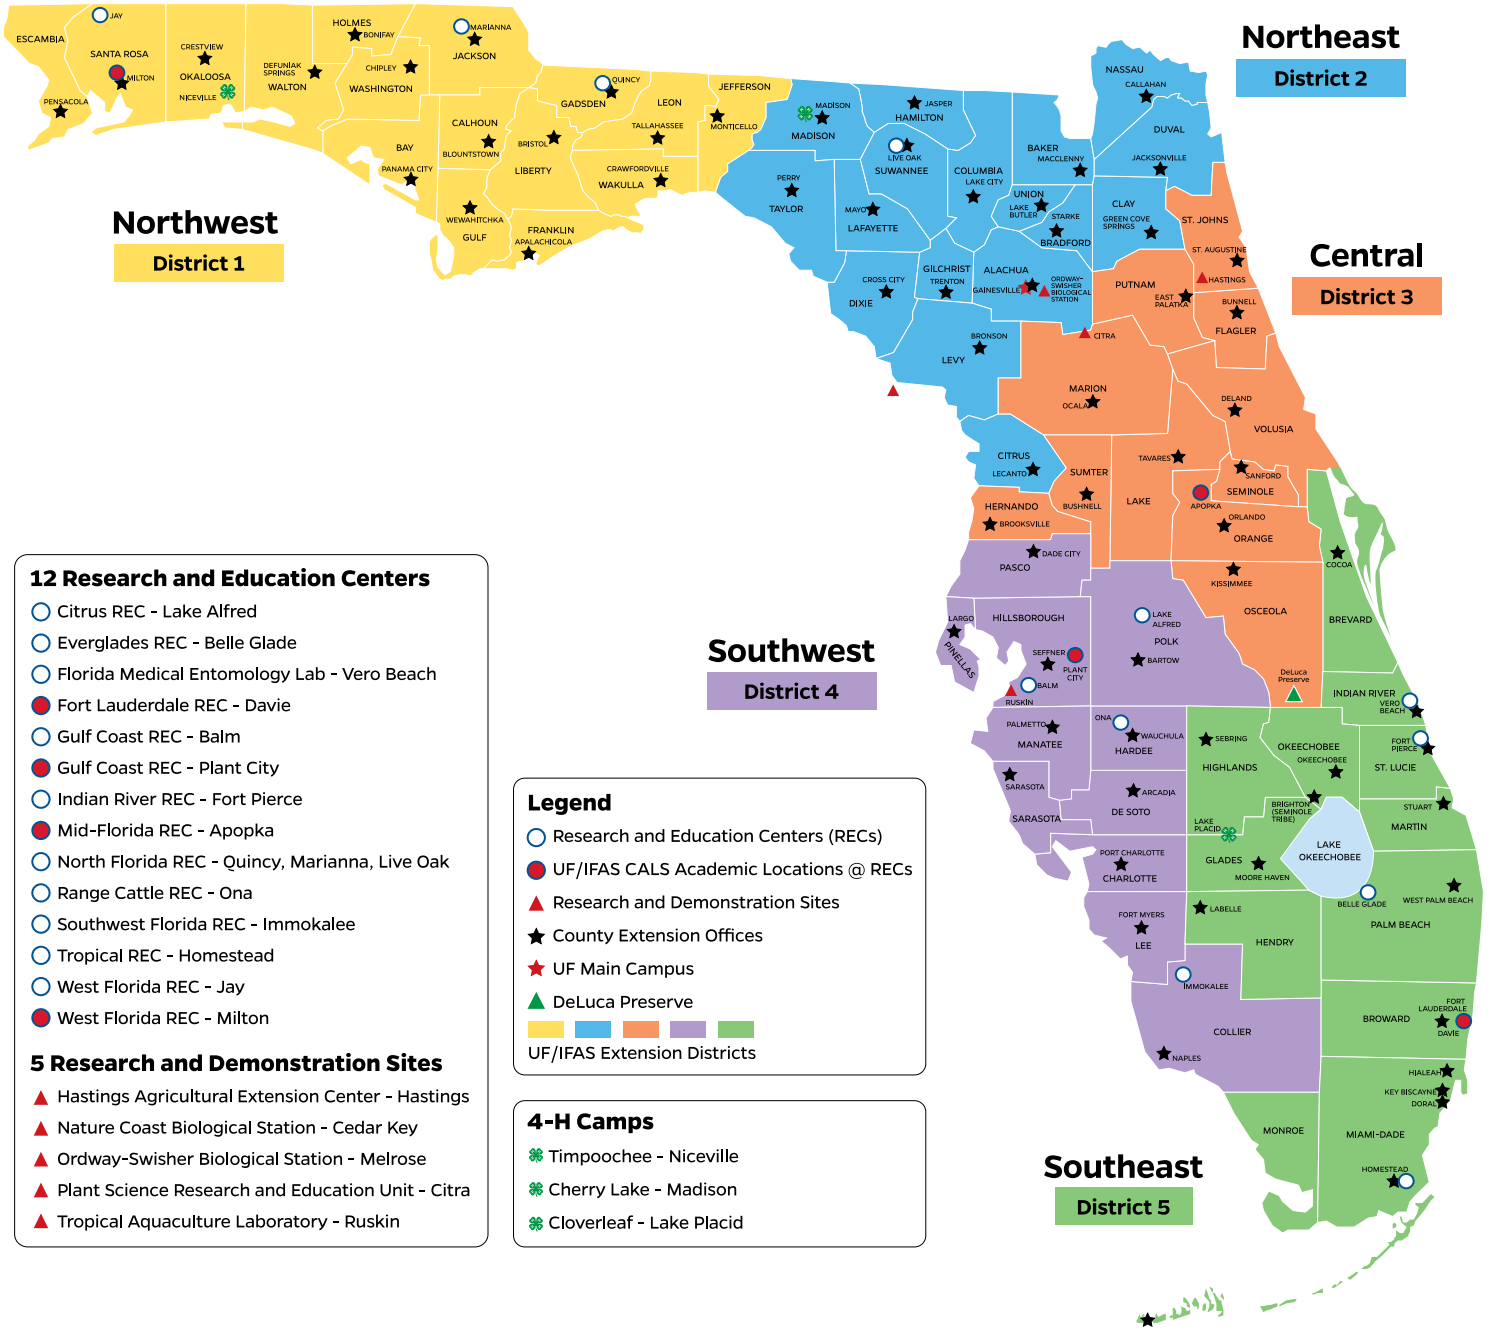 Northwest
District 1
Northeast
District 2
Central
District 3
Southwest
District 4
Southeast
District 5
ESCAMBIA
PENSACOLA
JAY
SANTA ROSA
MILTON
CRESTVIEW
OKALOOSA
NICEVILLE
DEFUNIAK
SPRINGS
WALTON
HOLMES
BONIFAY
CHIPLEY
WASHINGTON
MARIANNA
JACKSON
BAY
PANAMA CITY
CALHOUN
BLOUNTSTOWN
WEWAHITCHKA
GULF
QUINCY
GADSDEN
BRISTOL
LIBERTY
FRANKLIN
APALACHICOLA
LEON
TALLAHASSEE
CRAWFORDVILLE
WAKULLA
JEFFERSON
MONTICELLO
MADISON
MADISON
JASPER
HAMILTON
LIVE OAK
SUWANNEE
PERRY
TAYLOR
MAYO
LAFAYETTE
COLUMBIA
LAKE CITY
BAKER
MACCLENNY
NASSAU
CALLAHAN
DUVAL
JACKSONVILLE
UNION
LAKE
BUTLER
STARKE
BRADFORD
CLAY
GREEN COVE
SPRINGS
CROSS CITY
DIXIE
GILCHRIST
TRENTON
ALACHUA
GAINESVILLE
ORDWAY-
SWISHER
BIOLOGICAL
STATION
BRONSON
LEVY
CITRUS
LECANTO
ST. JOHNS
ST. AUGUSTINE
HASTINGS
PUTNAM
EAST
PALATKA
BUNNELL
FLAGLER
CITRA
MARION
OCALA
DELAND
VOLUSIA
TAVARES
LAKE
SUMTER
BUSHNELL
HERNANDO
BROOKSVILLE
SANFORD
SEMINOLE
APOPKA
ORLANDO
ORANGE
KISSIMMEE
OSCEOLA
DeLuca
Preserve
DADE CITY
PASCO
LARGO
PINELLAS
HILLSBOROUGH
SEFFNER
PLANT
CITY
BALM
RUSKIN
LAKE
ALFRED
POLK
BARTOW
PALMETTO
MANATEE
ONA
WAUCHULA
HARDEE
SARASOTA
SARASOTA
ARCADIA
DE SOTO
PORT CHARLOTTE
CHARLOTTE
FORT MYERS
LEE
IMMOKALEE
COLLIER
NAPLES
COCOA
BREVARD
INDIAN RIVER
VERO
BEACH
FORT
PIERCE
ST. LUCIE
OKEECHOBEE
OKEECHOBEE
SEBRING
HIGHLANDS
BRIGHTON
(SEMINOLE
TRIBE)
LAKE
PLACID
STUART
MARTIN
LAKE
OKEECHOBEE
GLADES
MOORE HAVEN
BELLE GLADE
WEST PALM BEACH
PALM BEACH
LABELLE
HENDRY
FORT
LAUDERDALE
BROWARD
DAVIE
HIALEAH
KEY BISCAYNE
DORAL
MONROE
MIAMI-DADE
HOMESTEAD
12 Research and Education Centers
Citrus REC - Lake Alfred
Everglades REC - Belle Glade
Florida Medical Entomology Lab - Vero Beach
Fort Lauderdale REC - Davie
Gulf Coast REC - Balm
Gulf Coast REC - Plant City
Indian River REC - Fort Pierce
Mid-Florida REC - Apopka
North Florida REC - Quincy, Marianna, Live Oak
Range Cattle REC - Ona
Southwest Florida REC - Immokalee
Tropical REC - Homestead
West Florida REC - Jay
West Florida REC - Milton
5 Research and Demonstration Sites
Hastings Agricultural Extension Center - Hastings
Nature Coast Biological Station - Cedar Key
Ordway-Swisher Biological Station - Melrose
Plant Science Research and Education Unit - Citra
Tropical Aquaculture Laboratory - Ruskin
Legend
Research and Education Centers (RECs)
UF/IFAS CALS Academic Locations @ RECs
Research and Demonstration Sites
County Extension Offices
UF Main Campus
DeLuca Preserve
UF/IFAS Extension Districts
4-H Camps
Timpoochee - Niceville
Cherry Lake - Madison
Cloverleaf - Lake Placid